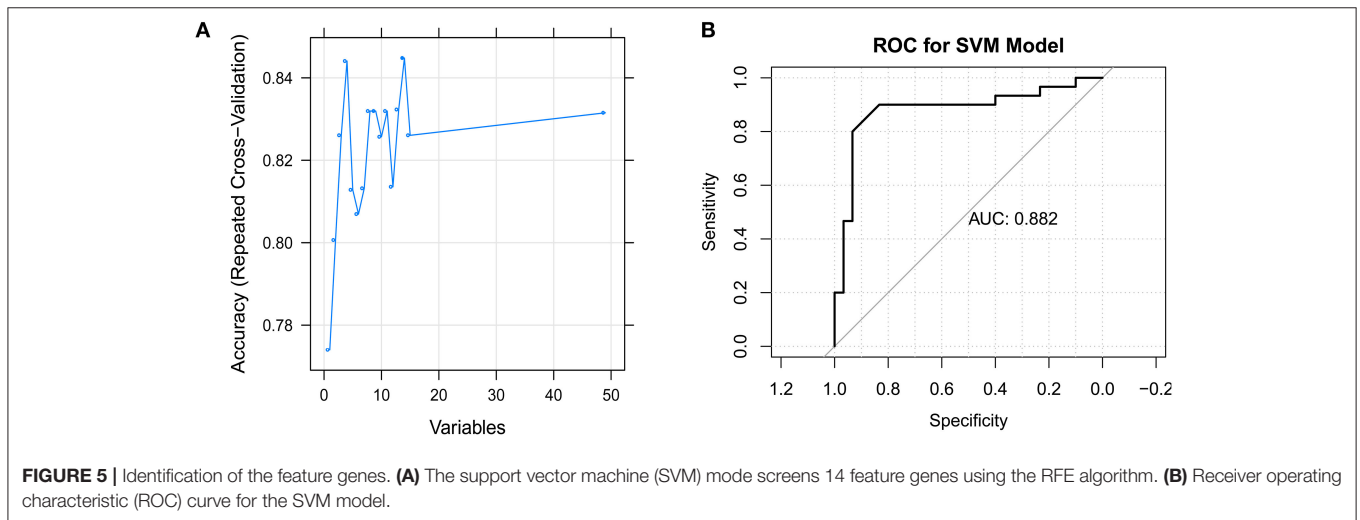 A
Accuracy (Repeated Cross−Validation)
0.84
0.82
0.80
0.78
0 10 20 30 40 50
Variables
B
ROC for SVM Model
Sensitivity
1.0
0.8
0.6
0.4
0.2
0.0
AUC: 0.882
1.2 1.0 0.8 0.6 0.4 0.2 0.0 −0.2
Specificity
FIGURE 5 | Identification of the feature genes. (A) The support vector machine (SVM) mode screens 14 feature genes using the RFE algorithm. (B) Receiver operating
characteristic (ROC) curve for the SVM model.